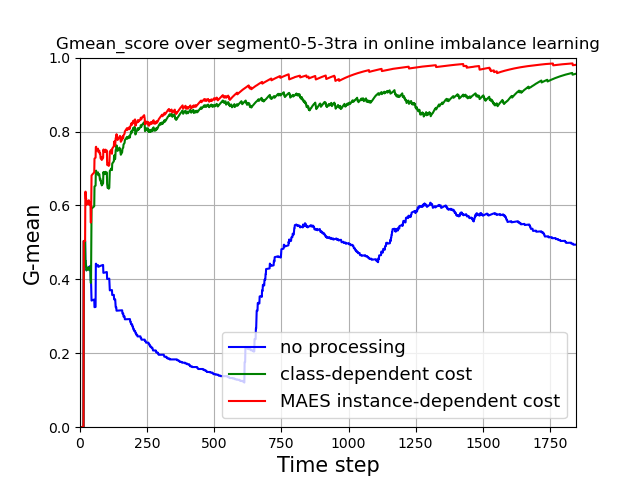 Gmean_score over segment0-5-3tra in online imbalance learning
1.0
0.8
0.6
0.4
0.2
0.0
G-mean
no processing
class-dependent cost
MAES instance-dependent cost
0 250 500 750 1000 1250 1500 1750
Time step